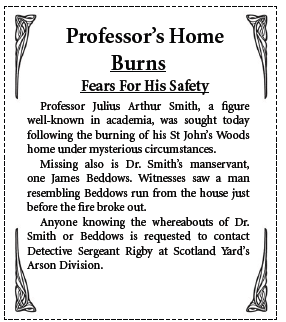 Professor's Home
Burns
Fears For His Safety
Professor Julius Arthur Smith, a figure
well-known in academia, was sought today
following the burning of his St John's Woods
home under mysterious circumstances.
Missing also is Dr. Smith's manservant,
one James Beddows. Witnesses saw a man
resembling Beddows run from the house just
before the fire broke out.
Anyone knowing the whereabouts of Dr.
Smith or Beddows is requested to contact
Detective Sergeant Rigby at Scotland Yard's
Arson Division.